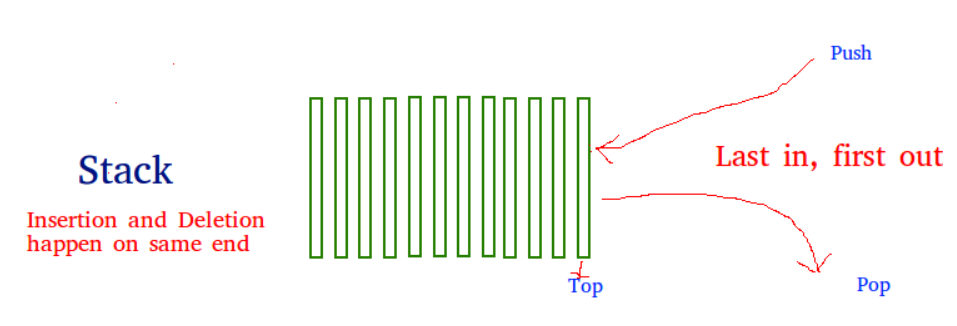 Push
Last in, first out
Stack
Insertion and Deletion
happen on same end
Top
Pop